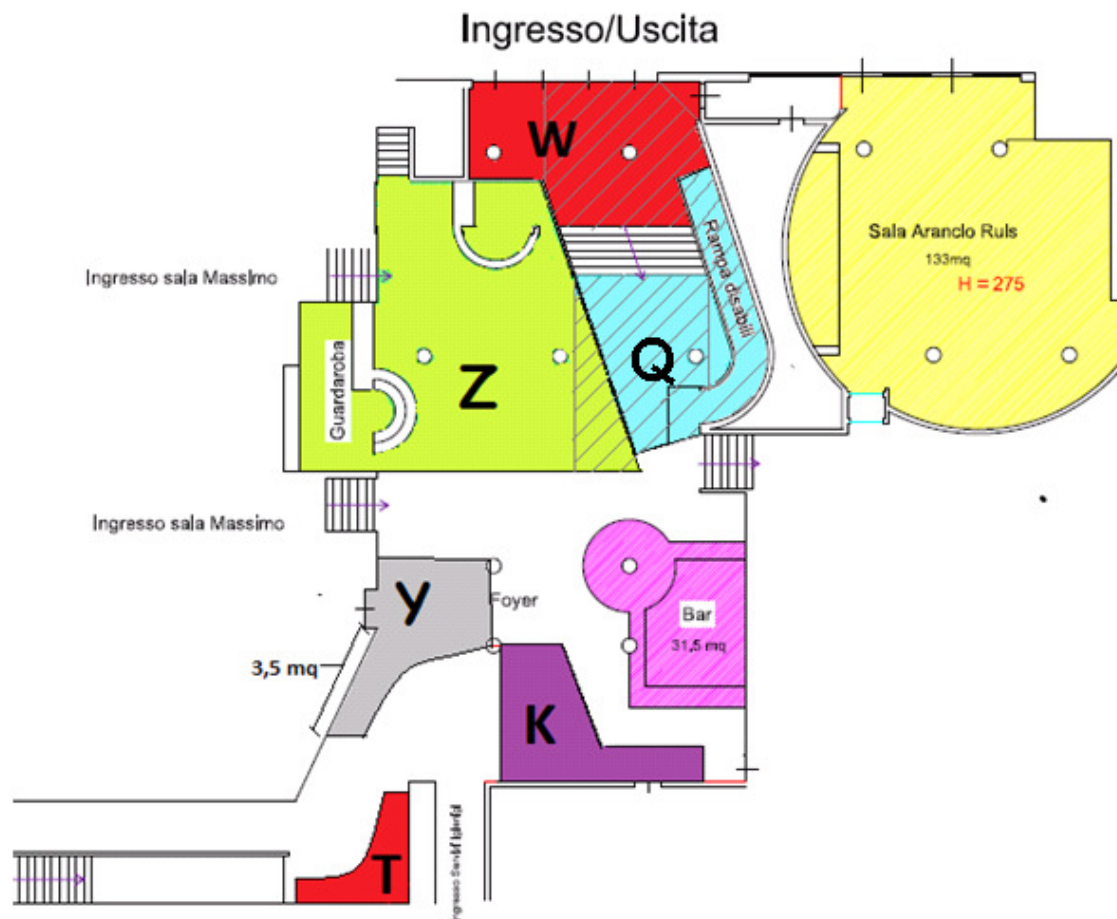 Ingresso/Uscita
W
Rampa disabili
Sala Arancio Ruls
133mq
H = 275
Ingresso sala Massimo
Guardaroba
Z
Q
Ingresso sala Massimo
Y
Foyer
Bar
31,5 mq
3,5 mq
K
T